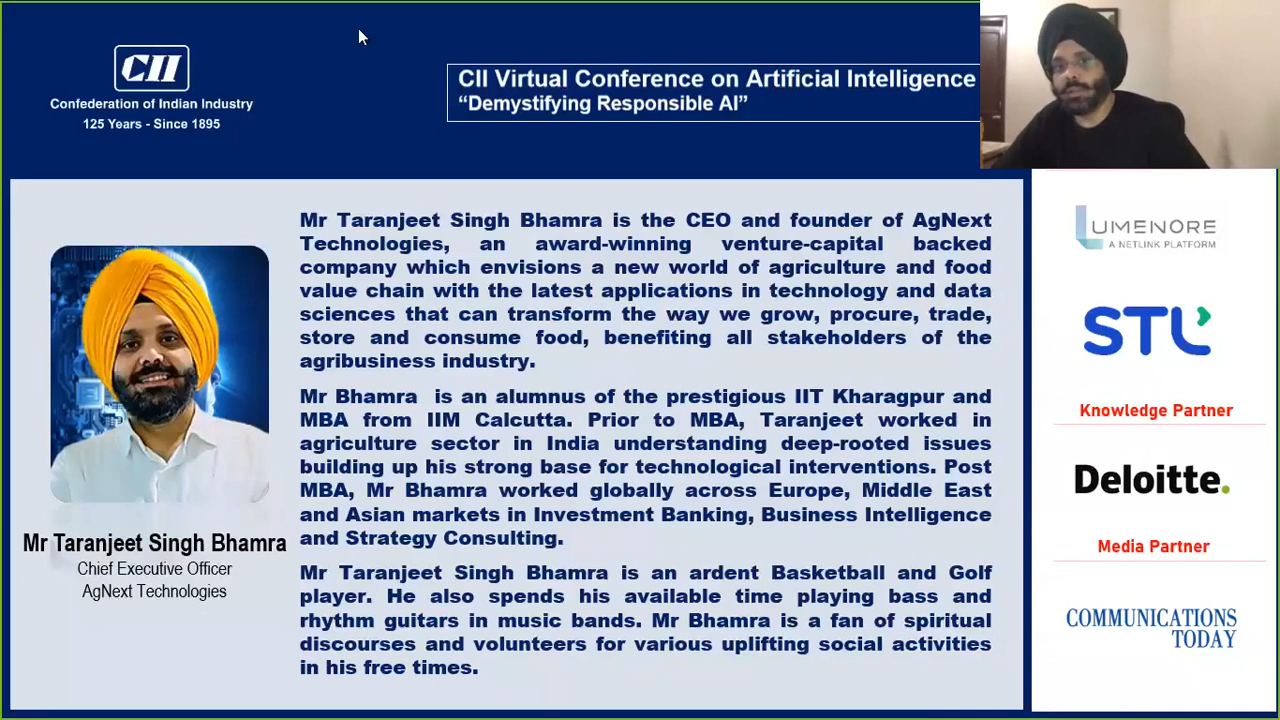 CII
Confederation of Indian Industry
125 Years - Since 1895
CII Virtual Conference on Artificial Intelligence
“Demystifying Responsible AI”
Mr Taranjeet Singh Bhamra is the CEO and founder of AgNext
Technologies, an award-winning venture-capital backed
company which envisions a new world of agriculture and food
value chain with the latest applications in technology and data
sciences that can transform the way we grow, procure, trade,
store and consume food, benefiting all stakeholders of the
agribusiness industry.
Mr Bhamra is an alumnus of the prestigious IIT Kharagpur and
MBA from IIM Calcutta. Prior to MBA, Taranjeet worked in
agriculture sector in India understanding deep-rooted issues
building up his strong base for technological interventions. Post
MBA, Mr Bhamra worked globally across Europe, Middle East
and Asian markets in Investment Banking, Business Intelligence
and Strategy Consulting.
Mr Taranjeet Singh Bhamra is an ardent Basketball and Golf
player. He also spends his available time playing bass and
rhythm guitars in music bands. Mr Bhamra is a fan of spiritual
discourses and volunteers for various uplifting social activities
in his free times.
Mr Taranjeet Singh Bhamra
Chief Executive Officer
AgNext Technologies
LUMENORE
A NETLINK PLATFORM
STL
Knowledge Partner
Deloitte.
Media Partner
COMMUNICATIONS
TODAY